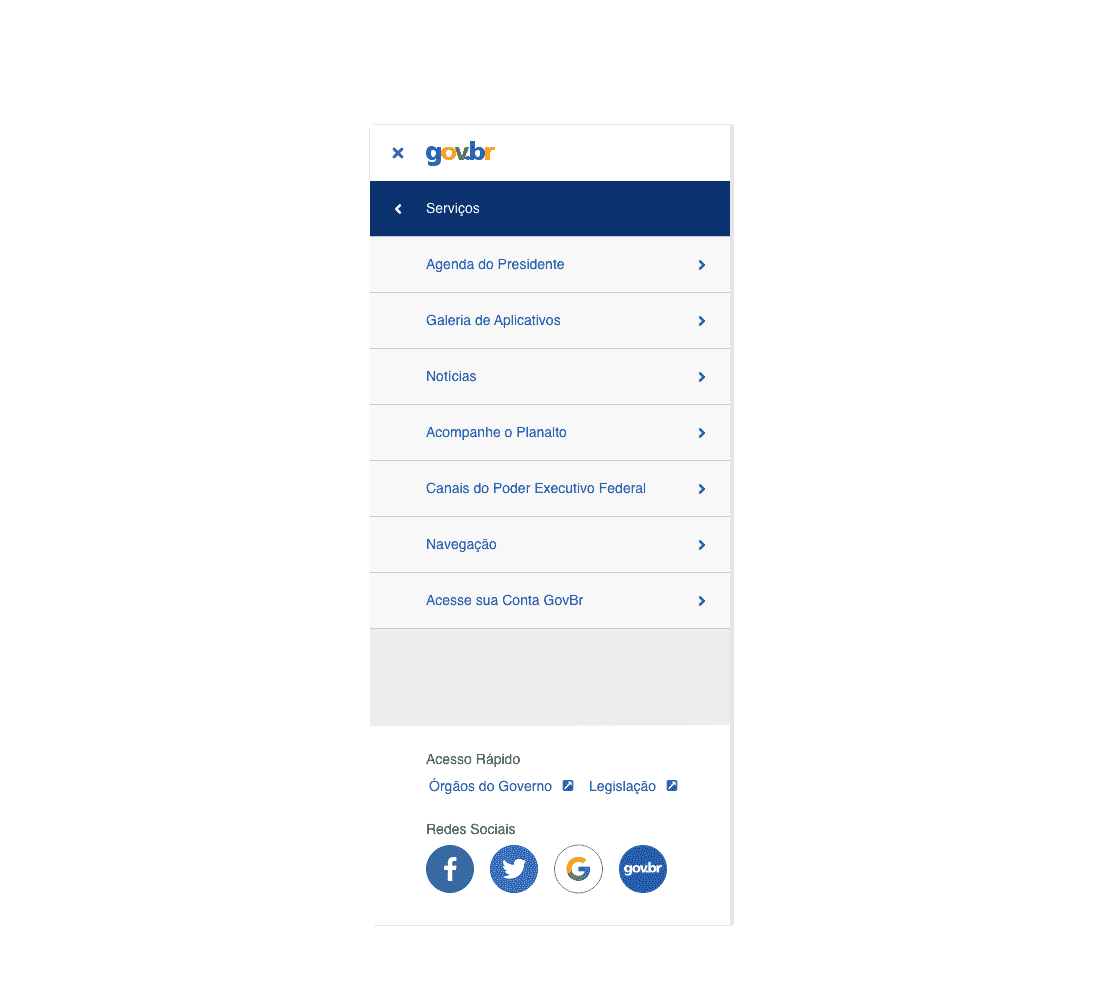 gov.br
Serviços
Agenda do Presidente
Galeria de Aplicativos
Notícias
Acompanhe o Planalto
Canais do Poder Executivo Federal
Navegação
Acesse sua Conta GovBr
Acesso Rápido
Órgãos do Governo Legislação
Redes Sociais
gov.br